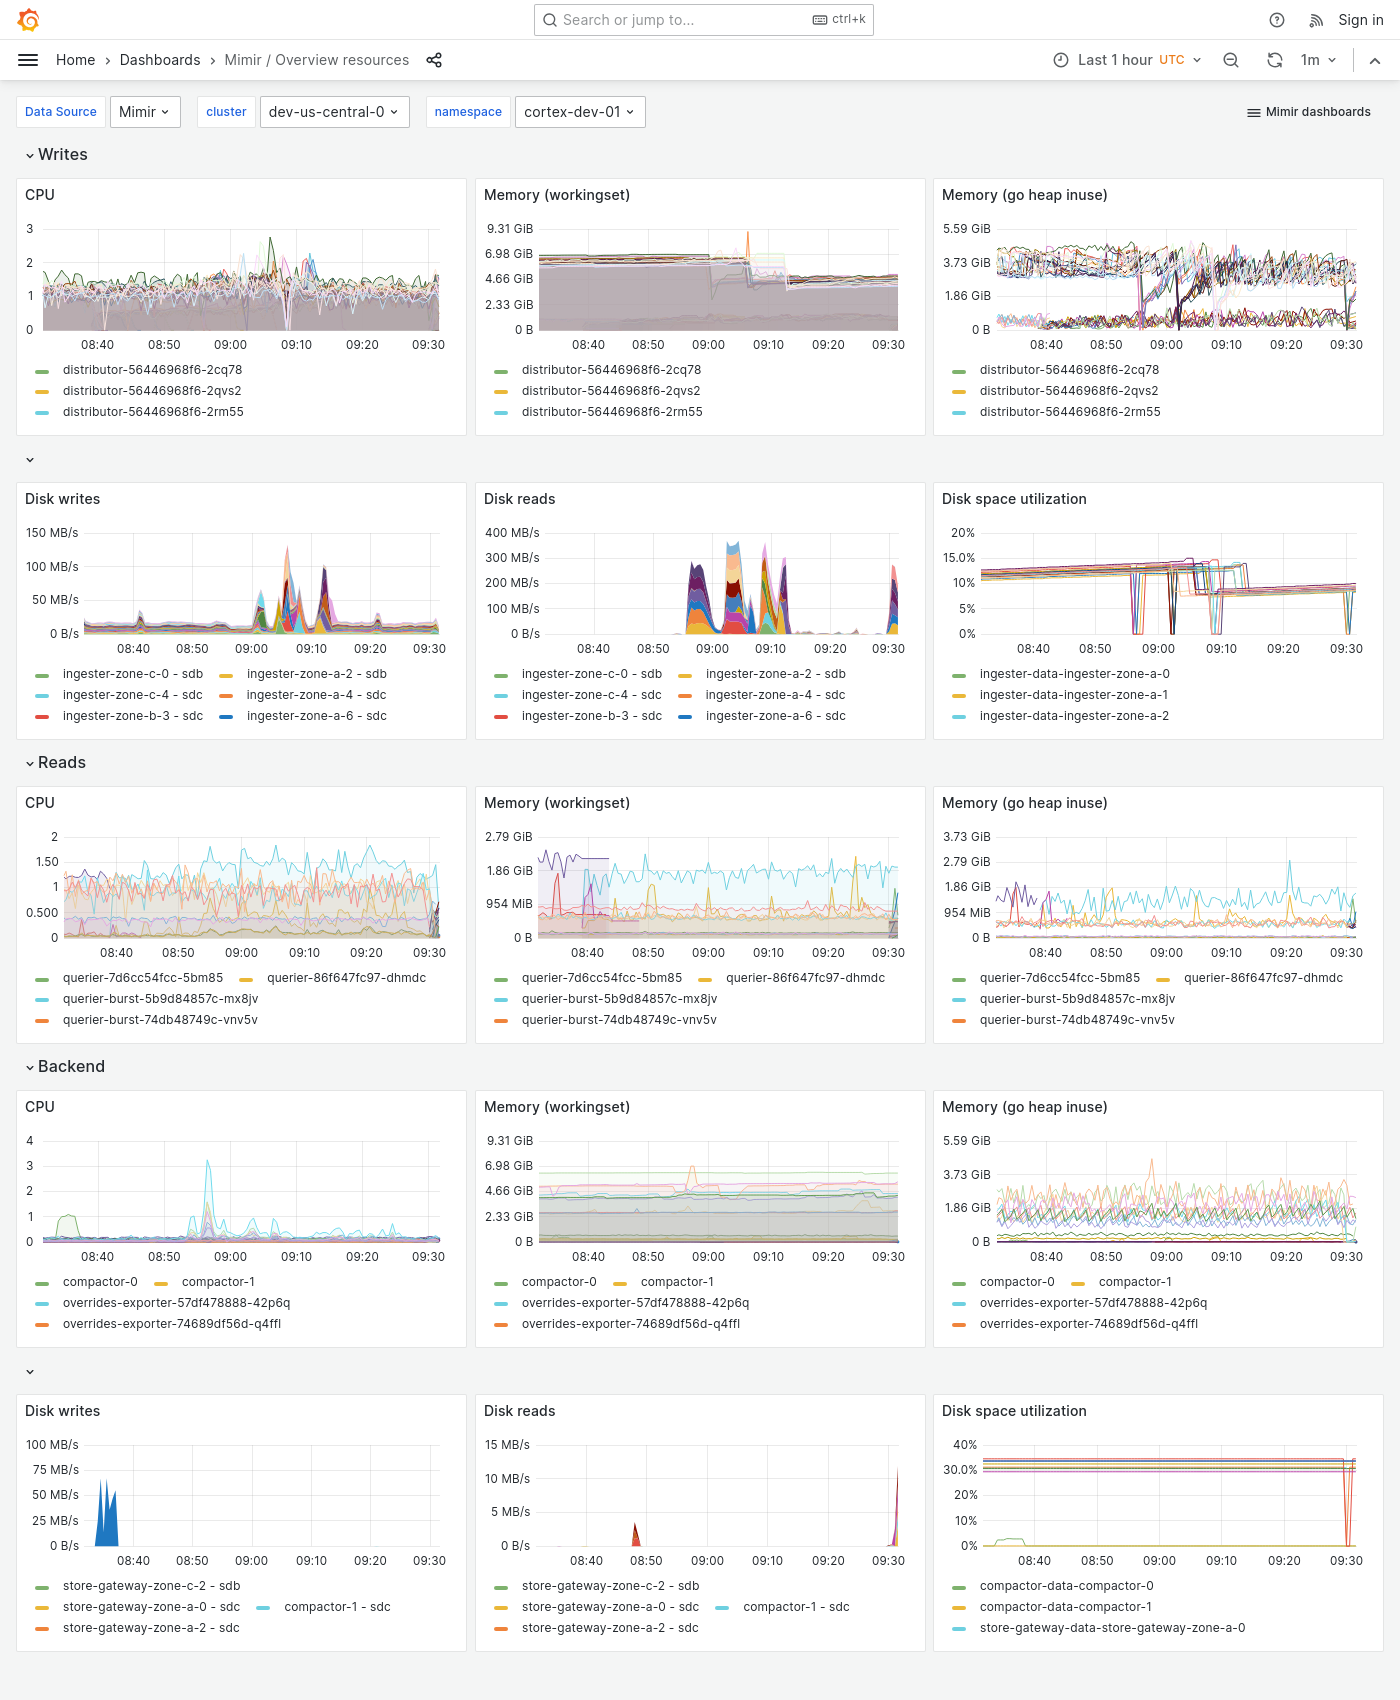 Search or jump to...
ctrl+k
Sign in
Home
Dashboards
Mimir / Overview resources
Last 1 hour UTC
1m
Data Source
Mimir
cluster
dev-us-central-0
namespace
cortex-dev-01
Mimir dashboards
Writes
CPU
3
2
1
0
08:40 08:50 09:00 09:10 09:20 09:30
distributor-56446968f6-2cq78
distributor-56446968f6-2qvs2
distributor-56446968f6-2rm55
Memory (workingset)
9.31 GiB
6.98 GiB
4.66 GiB
2.33 GiB
0 B
08:40 08:50 09:00 09:10 09:20 09:30
distributor-56446968f6-2cq78
distributor-56446968f6-2qvs2
distributor-56446968f6-2rm55
Memory (go heap inuse)
5.59 GiB
3.73 GiB
1.86 GiB
0 B
08:40 08:50 09:00 09:10 09:20 09:30
distributor-56446968f6-2cq78
distributor-56446968f6-2qvs2
distributor-56446968f6-2rm55
Disk writes
150 MB/s
100 MB/s
50 MB/s
0 B/s
08:40 08:50 09:00 09:10 09:20 09:30
ingester-zone-c-0 - sdb ingester-zone-a-2 - sdb
ingester-zone-c-4 - sdc ingester-zone-a-4 - sdc
ingester-zone-b-3 - sdc ingester-zone-a-6 - sdc
Disk reads
400 MB/s
300 MB/s
200 MB/s
100 MB/s
0 B/s
08:40 08:50 09:00 09:10 09:20 09:30
ingester-zone-c-0 - sdb ingester-zone-a-2 - sdb
ingester-zone-c-4 - sdc ingester-zone-a-4 - sdc
ingester-zone-b-3 - sdc ingester-zone-a-6 - sdc
Disk space utilization
20%
15.0%
10%
5%
0%
08:40 08:50 09:00 09:10 09:20 09:30
ingester-data-ingester-zone-a-0
ingester-data-ingester-zone-a-1
ingester-data-ingester-zone-a-2
Reads
CPU
2
1.50
1
0.500
0
08:40 08:50 09:00 09:10 09:20 09:30
querier-7d6cc54fcc-5bm85 querier-86f647fc97-dhmdc
querier-burst-5b9d84857c-mx8jv
querier-burst-74db48749c-vnv5v
Memory (workingset)
2.79 GiB
1.86 GiB
954 MiB
0 B
08:40 08:50 09:00 09:10 09:20 09:30
querier-7d6cc54fcc-5bm85 querier-86f647fc97-dhmdc
querier-burst-5b9d84857c-mx8jv
querier-burst-74db48749c-vnv5v
Memory (go heap inuse)
3.73 GiB
2.79 GiB
1.86 GiB
954 MiB
0 B
08:40 08:50 09:00 09:10 09:20 09:30
querier-7d6cc54fcc-5bm85 querier-86f647fc97-dhmdc
querier-burst-5b9d84857c-mx8jv
querier-burst-74db48749c-vnv5v
Backend
CPU
4
3
2
1
0
08:40 08:50 09:00 09:10 09:20 09:30
compactor-0 compactor-1
overrides-exporter-57df478888-42p6q
overrides-exporter-74689df56d-q4ffl
Memory (workingset)
9.31 GiB
6.98 GiB
4.66 GiB
2.33 GiB
0 B
08:40 08:50 09:00 09:10 09:20 09:30
compactor-0 compactor-1
overrides-exporter-57df478888-42p6q
overrides-exporter-74689df56d-q4ffl
Memory (go heap inuse)
5.59 GiB
3.73 GiB
1.86 GiB
0 B
08:40 08:50 09:00 09:10 09:20 09:30
compactor-0 compactor-1
overrides-exporter-57df478888-42p6q
overrides-exporter-74689df56d-q4ffl
Disk writes
100 MB/s
75 MB/s
50 MB/s
25 MB/s
0 B/s
08:40 08:50 09:00 09:10 09:20 09:30
store-gateway-zone-c-2 - sdb
store-gateway-zone-a-0 - sdc compactor-1 - sdc
store-gateway-zone-a-2 - sdc
Disk reads
15 MB/s
10 MB/s
5 MB/s
0 B/s
08:40 08:50 09:00 09:10 09:20 09:30
store-gateway-zone-c-2 - sdb
store-gateway-zone-a-0 - sdc compactor-1 - sdc
store-gateway-zone-a-2 - sdc
Disk space utilization
40%
30.0%
20%
10%
0%
08:40 08:50 09:00 09:10 09:20 09:30
compactor-data-compactor-0
compactor-data-compactor-1
store-gateway-data-store-gateway-zone-a-0